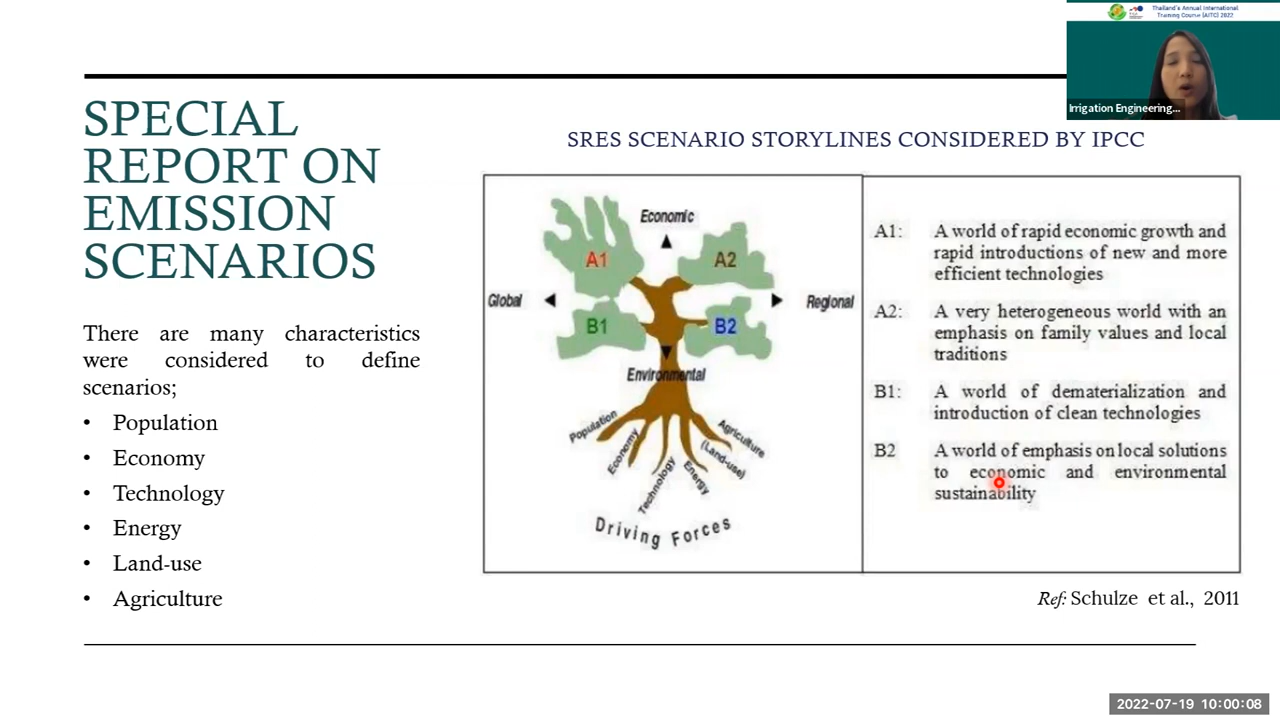 Thailand's Annual International
Training Course (AITC) 2022
Irrigation Engineering...
SPECIAL
REPORT ON
EMISSION
SCENARIOS
There are many characteristics
were considered to define
scenarios;
• Population
• Economy
• Technology
• Energy
• Land-use
• Agriculture
SRES SCENARIO STORYLINES CONSIDERED BY IPCC
Economic
A1
A2
Global
Regional
B1
B2
Environmental
Population
Economy
Technology
Energy
Agriculture
(Land-use)
Driving Forces
A1: A world of rapid economic growth and
rapid introductions of new and more
efficient technologies
A2: A very heterogeneous world with an
emphasis on family values and local
traditions
B1: A world of dematerialization and
introduction of clean technologies
B2 A world of emphasis on local solutions
to economic and environmental
sustainability
Ref: Schulze et al., 2011
2022-07-19 10:00:08